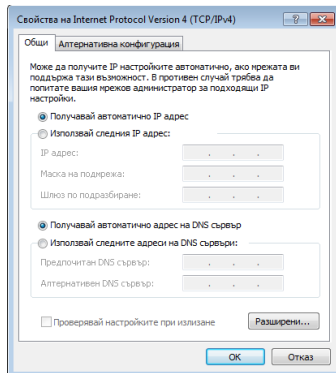 Свойства на Internet Protocol Version 4 (TCP/IPv4)
Общи
Алтернативна конфигурация
Може да получите IP настройките автоматично, ако мрежата ви
поддържа тази възможност. В противен случай трябва да
попитате вашия мрежов администратор за подходящи IP
настройки.
Получавай автоматично IP адрес
Използвай следния IP адрес:
IP адрес:
Маска на подмрежа:
Шлюз по подразбиране:
Получавай автоматично адрес на DNS сървър
Използвай следните адреси на DNS сървъри:
Предпочитан DNS сървър:
Алтернативен DNS сървър:
Проверявай настройките при излизане
Разширени...
OK
Отказ